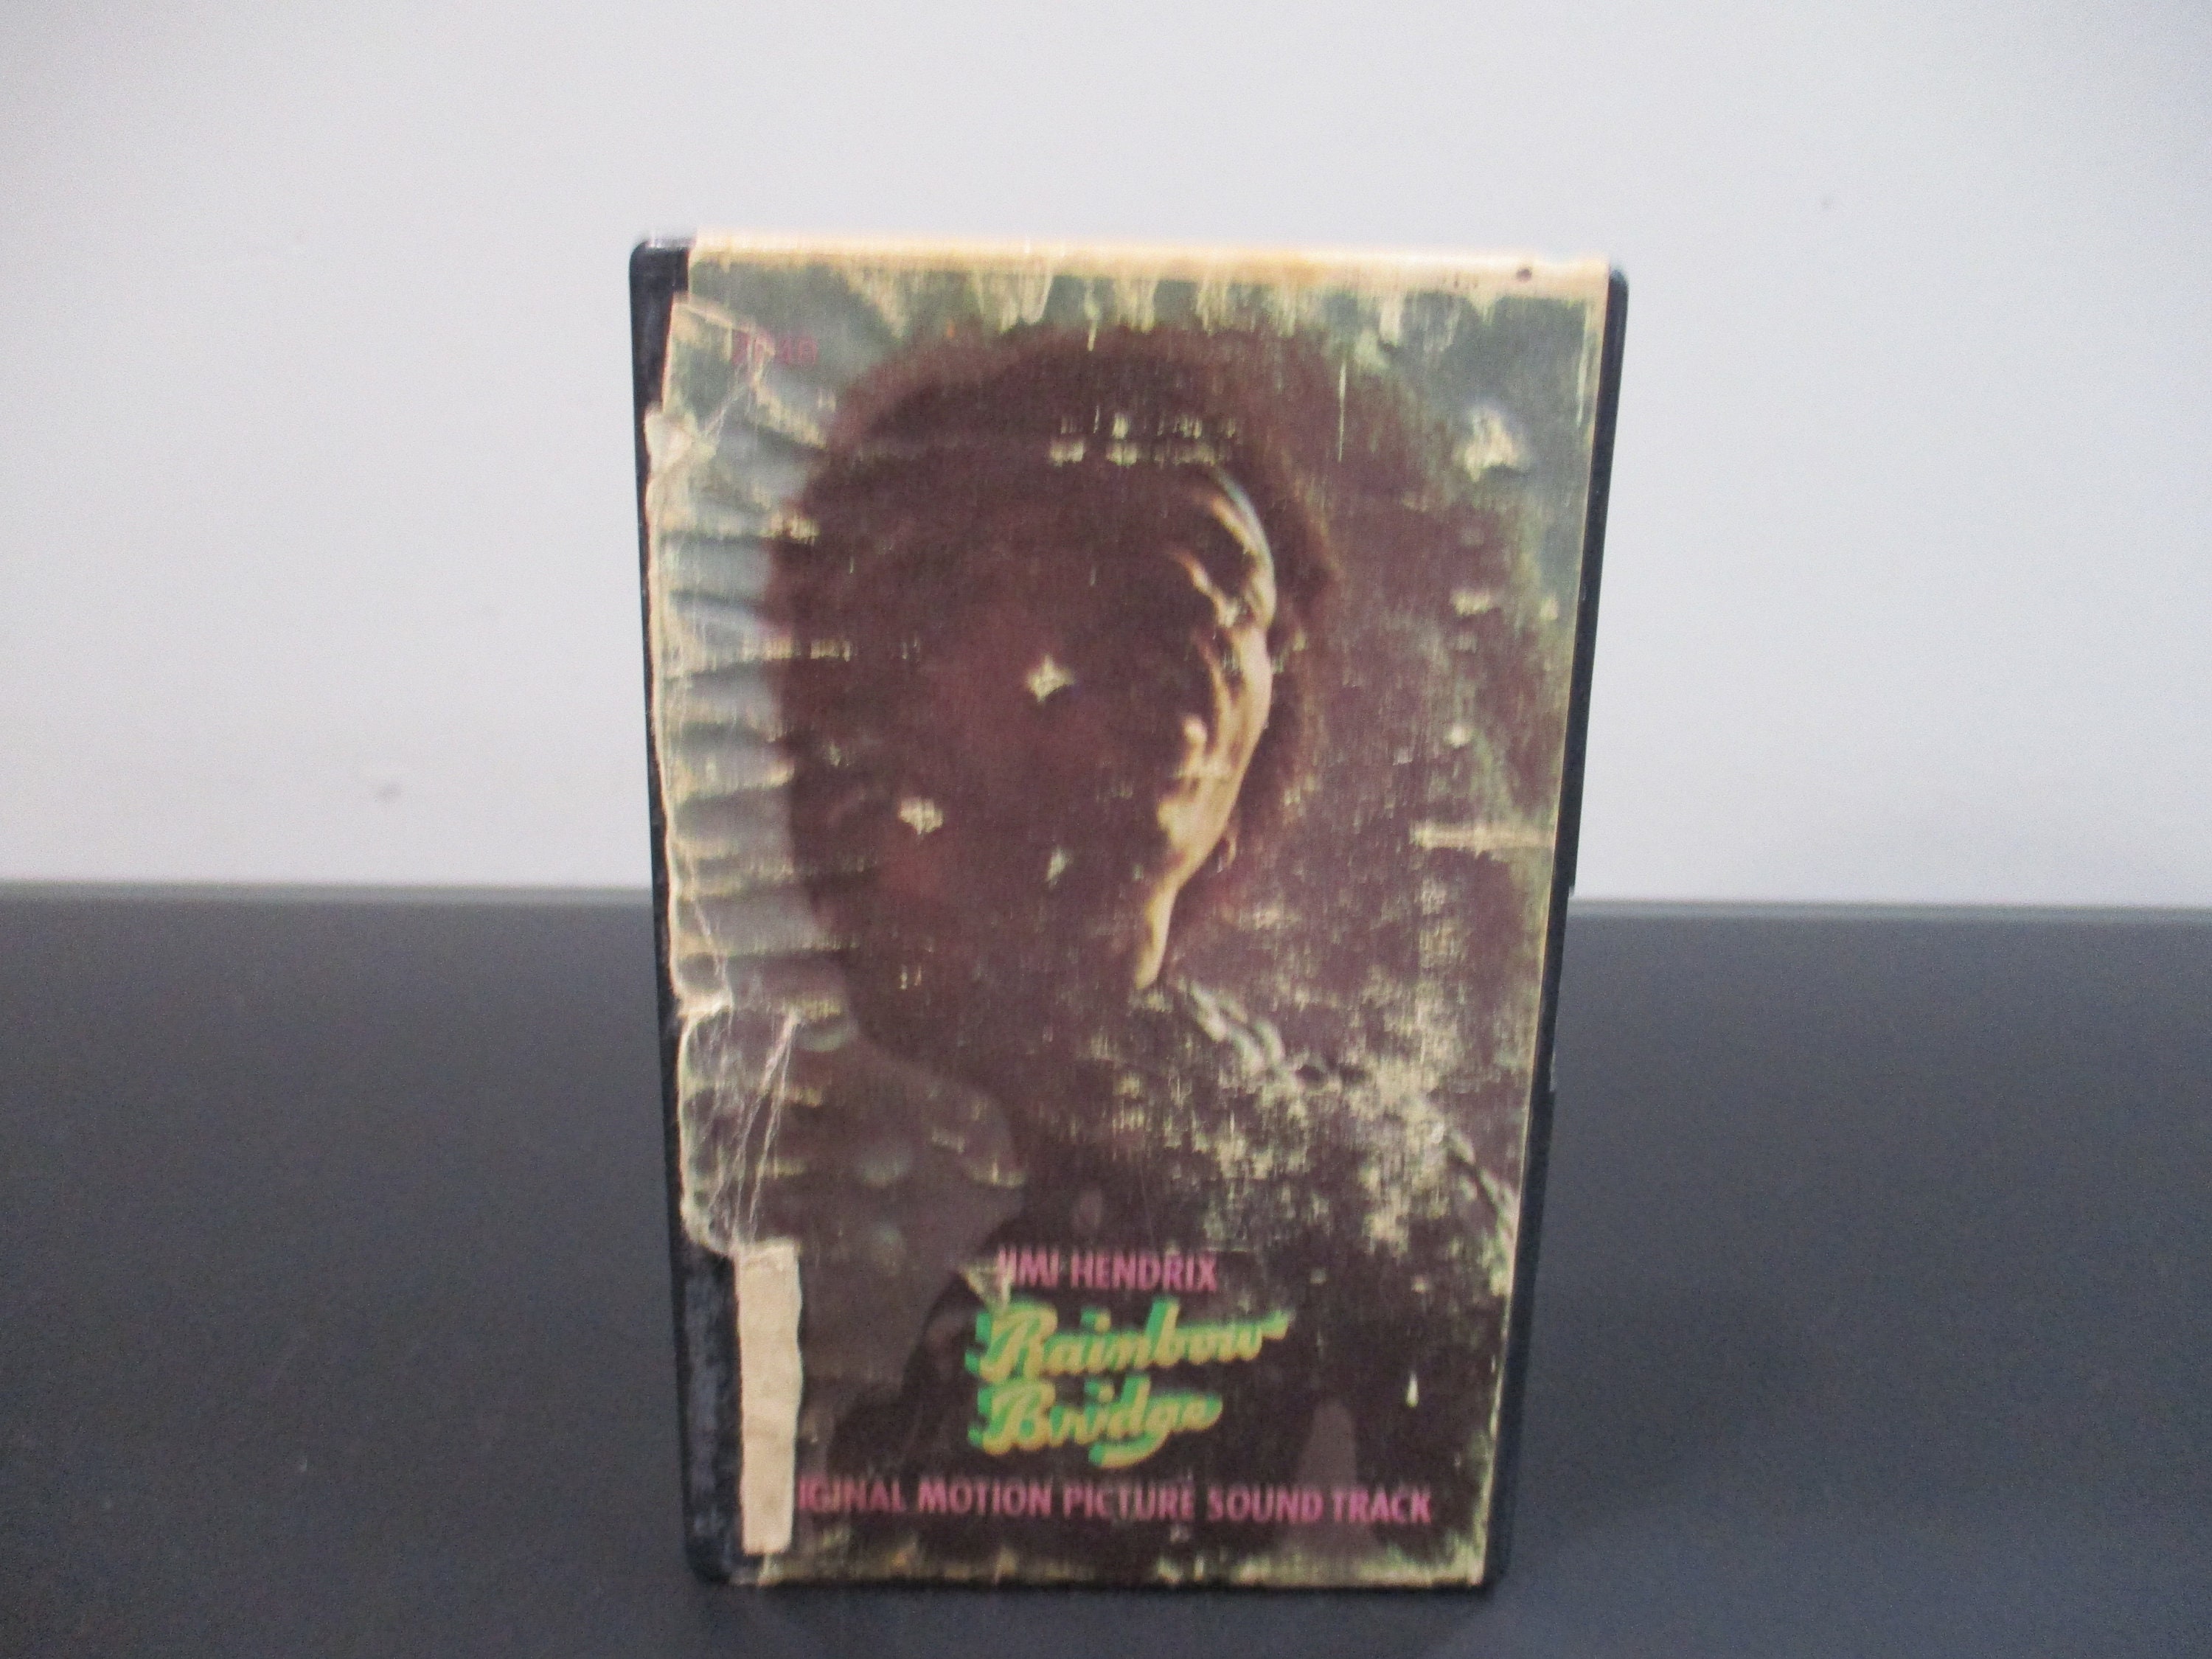 JIMI HENDRIX
Rainbow
Bridge
IGINAL MOTION PICTURE SOUND TRACK